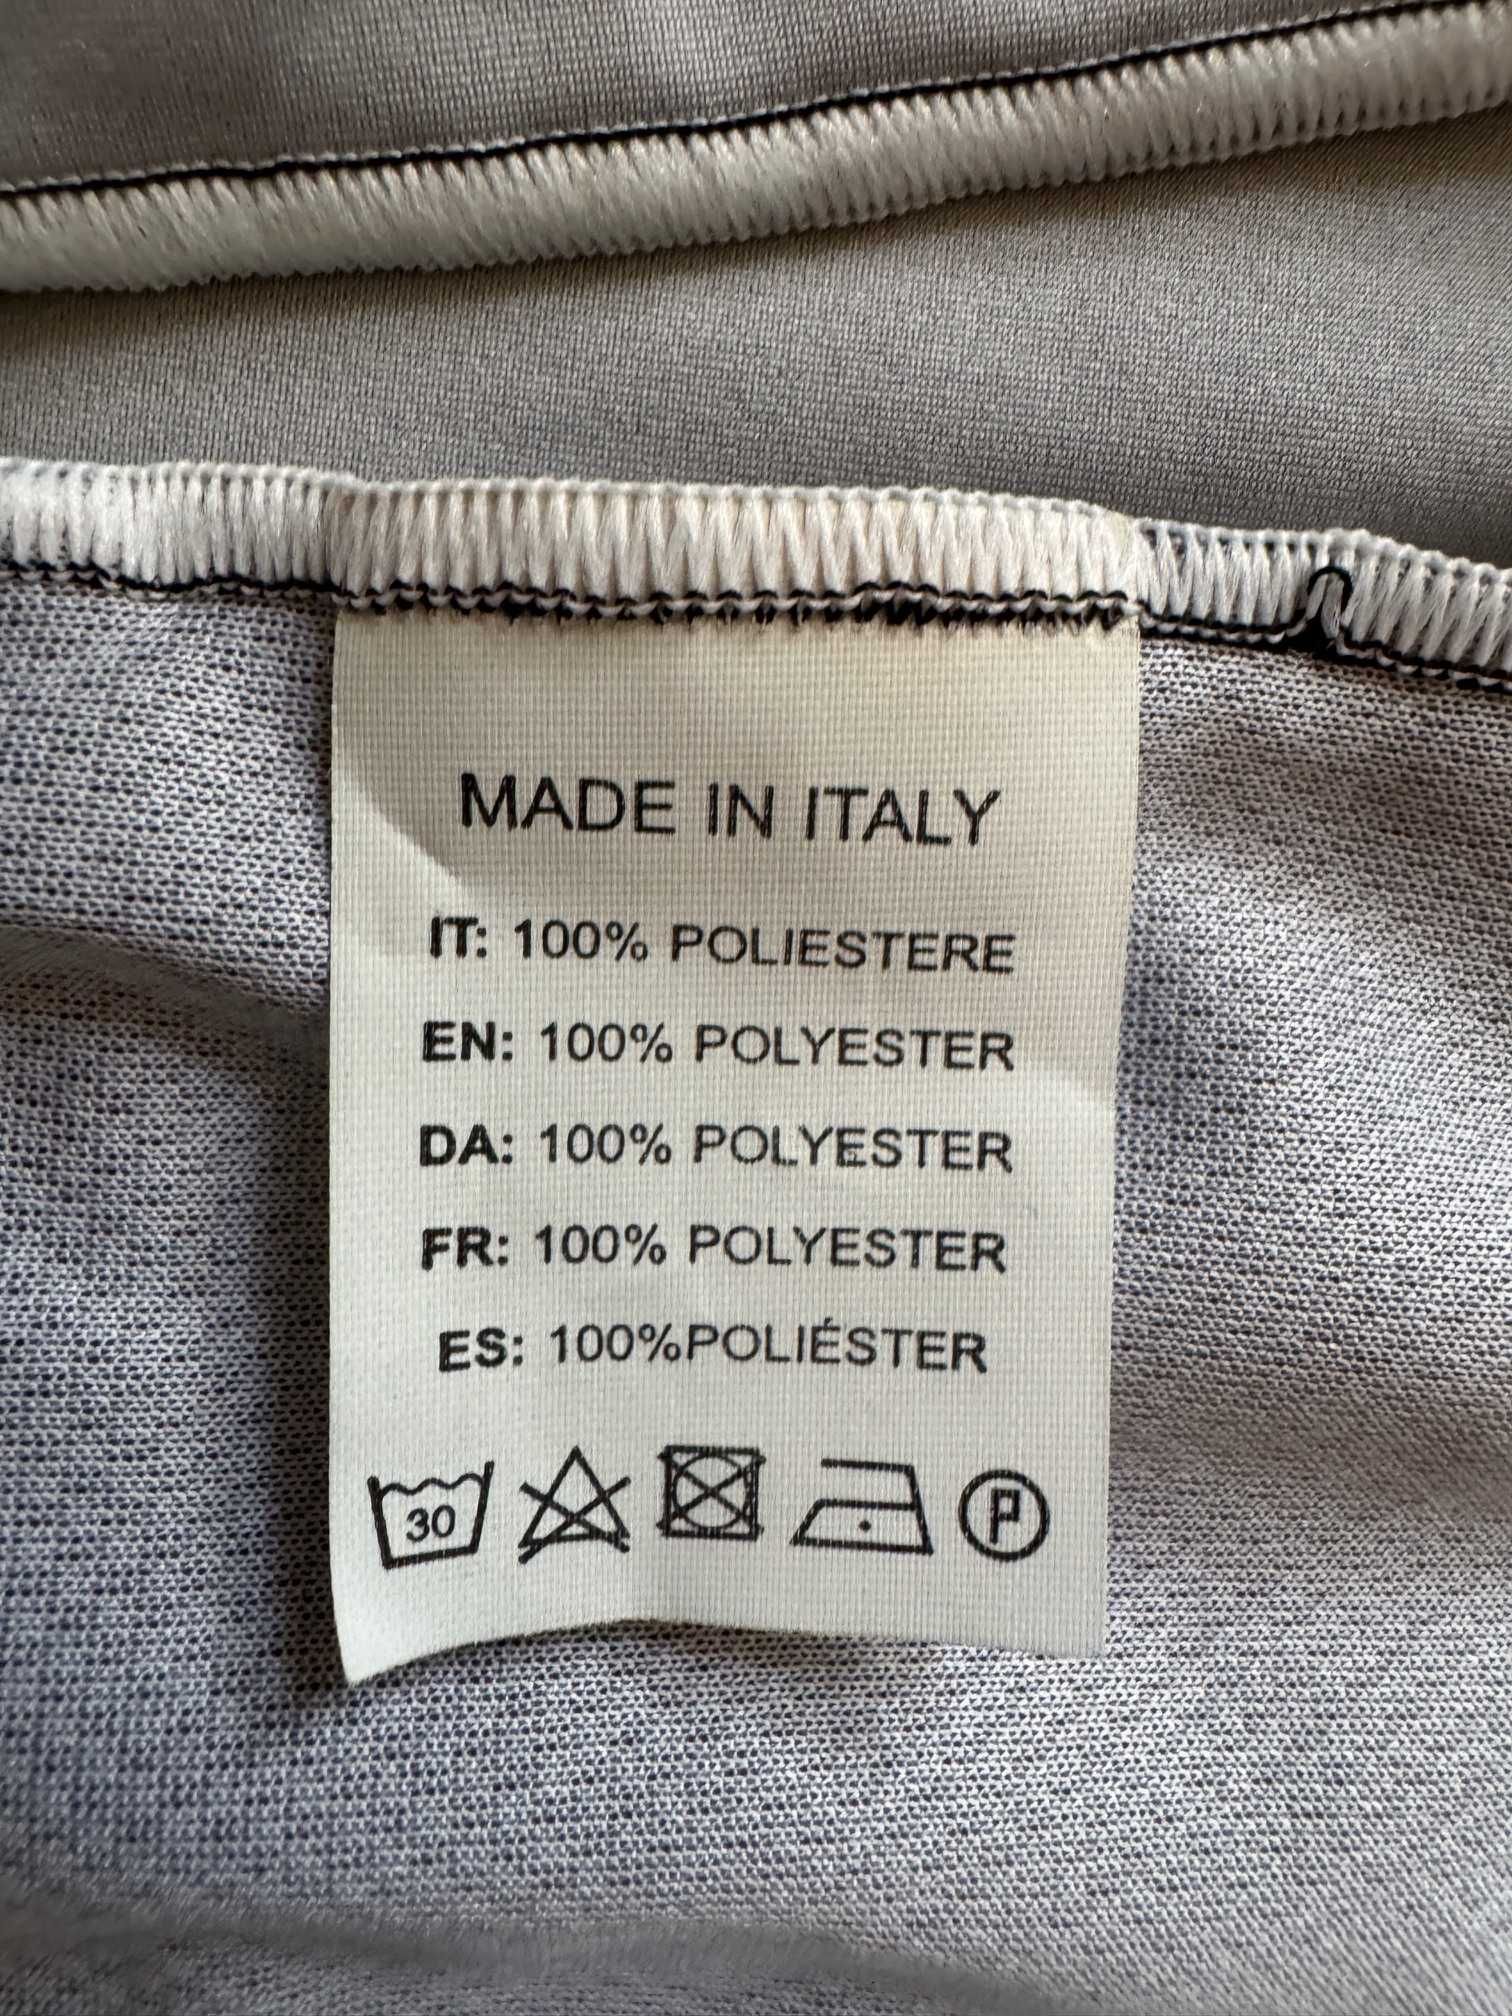 MADE IN ITALY
IT: 100% POLIESTERE
EN: 100% POLYESTER
DA: 100% POLYESTER
FR: 100% POLYESTER
ES: 100%POLIÉSTER
30 P